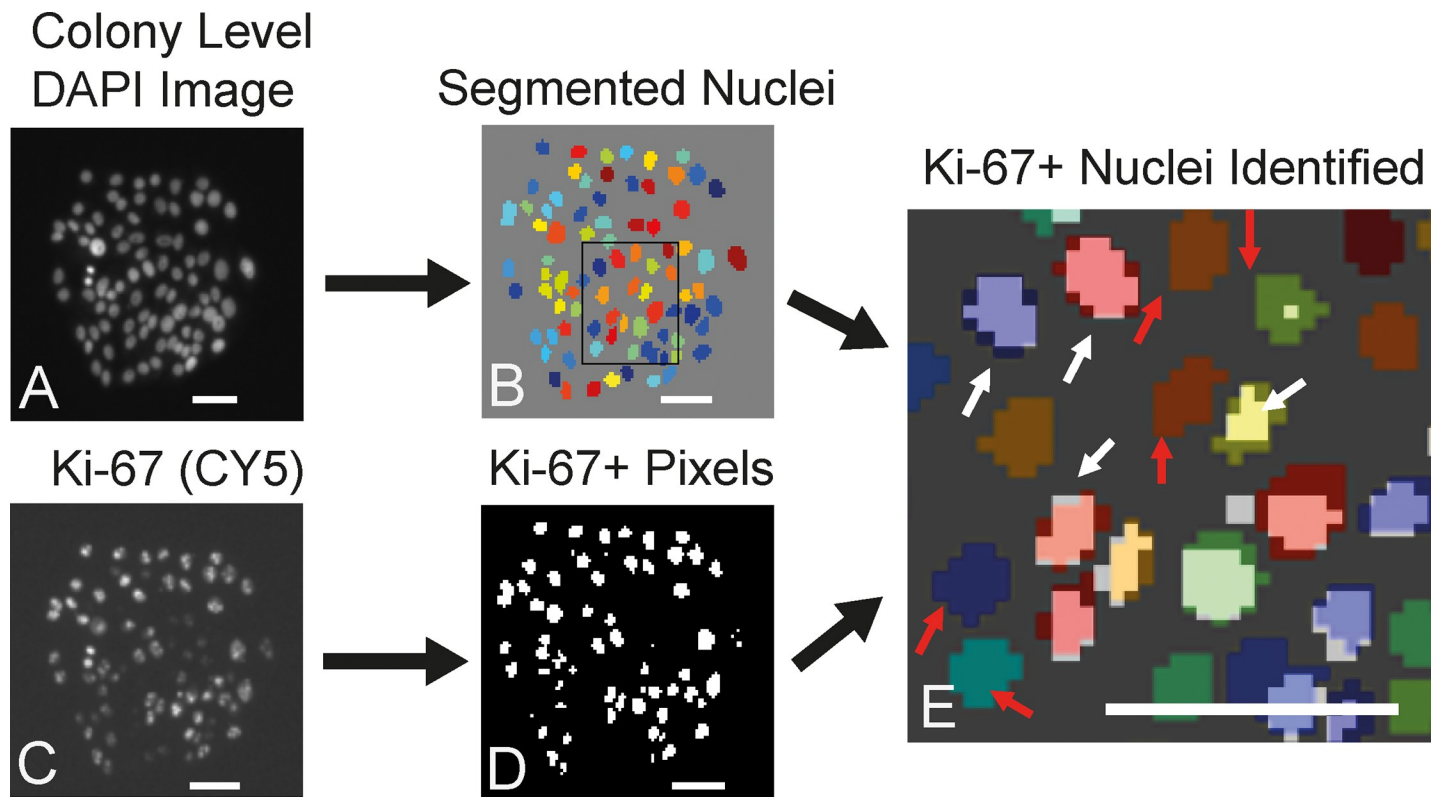 Colony Level
DAPI Image
Segmented Nuclei
Ki-67+ Nuclei Identified
A
B
Ki-67 (CY5)
Ki-67+ Pixels
C
D
E